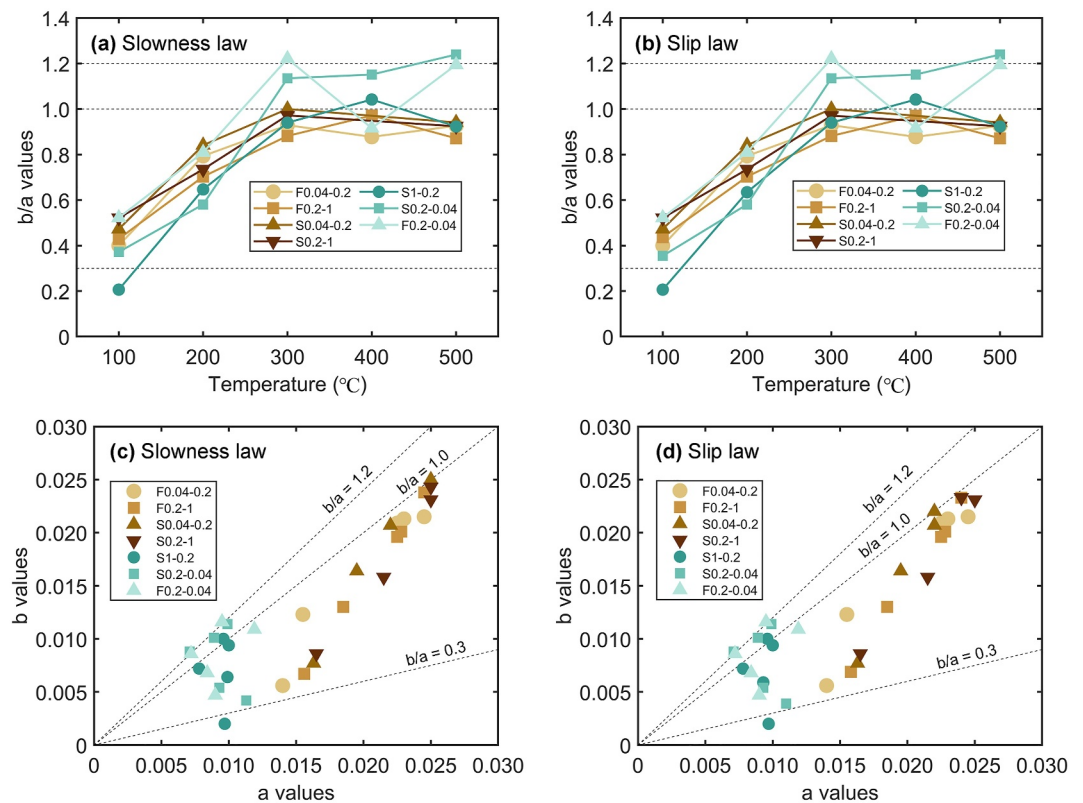 (a) Slowness law
b/a values
1.4
1.2
1.0
0.8
0.6
0.4
0.2
0
F0.04-0.2
F0.2-1
S0.04-0.2
S0.2-1
S1-0.2
S0.2-0.04
F0.2-0.04
100 200 300 400 500
Temperature (℃)
(b) Slip law
b/a values
1.4
1.2
1.0
0.8
0.6
0.4
0.2
0
F0.04-0.2
F0.2-1
S0.04-0.2
S0.2-1
S1-0.2
S0.2-0.04
F0.2-0.04
100 200 300 400 500
Temperature (℃)
(c) Slowness law
b values
0.030
0.025
0.020
0.015
0.010
0.005
0
F0.04-0.2
F0.2-1
S0.04-0.2
S0.2-1
S1-0.2
S0.2-0.04
F0.2-0.04
b/a = 1.2
b/a = 1.0
b/a = 0.3
0 0.005 0.010 0.015 0.020 0.025 0.030
a values
(d) Slip law
b values
0.030
0.025
0.020
0.015
0.010
0.005
0
F0.04-0.2
F0.2-1
S0.04-0.2
S0.2-1
S1-0.2
S0.2-0.04
F0.2-0.04
b/a = 1.2
b/a = 1.0
b/a = 0.3
0 0.005 0.010 0.015 0.020 0.025 0.030
a values